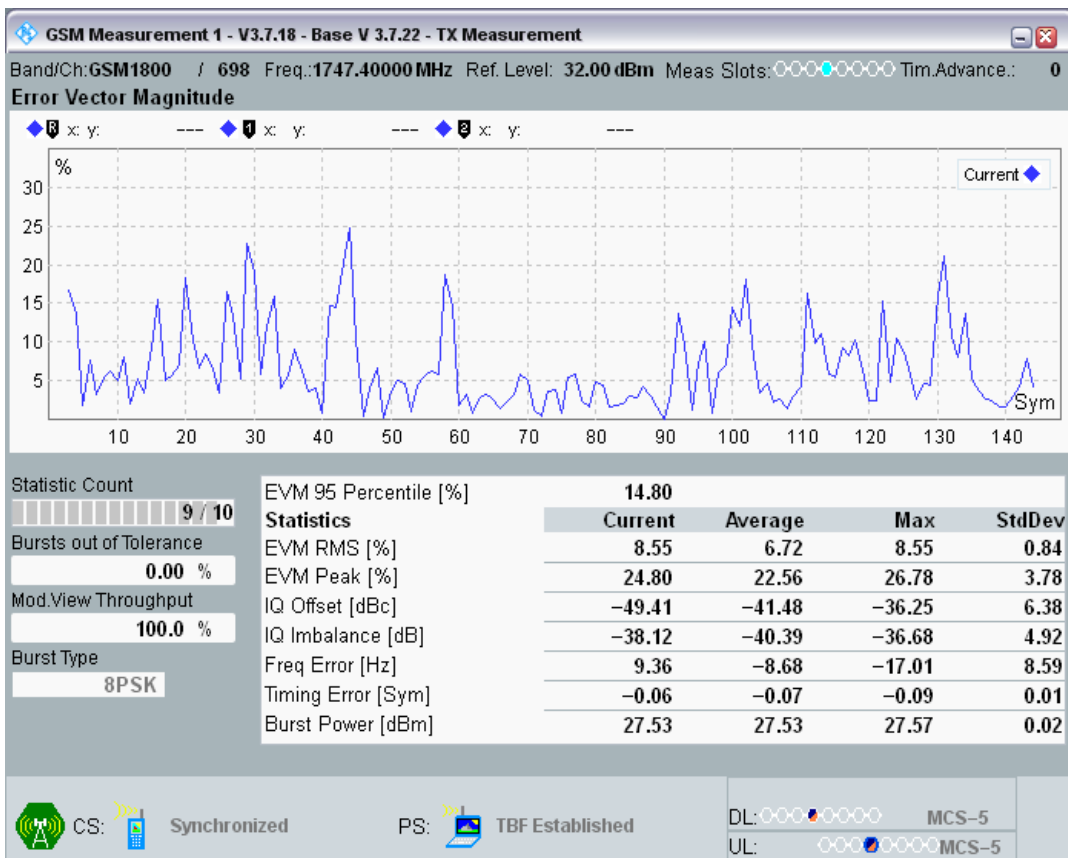 GSM Measurement 1 - V3.7.18 - Base V 3.7.22 - TX Measurement
Band/Ch:GSM1800 / 698 Freq.:1747.40000 MHz Ref. Level: 32.00 dBm Meas Slots: Tim.Advance.: 0
Error Vector Magnitude
R x: y: --- 1 x: y: --- 2 x: y: ---
%
Current
30
25
20
15
10
5
Sym
10 20 30 40 50 60 70 80 90 100 110 120 130 140
Statistic Count
9 / 10
Bursts out of Tolerance
0.00 %
Mod.View Throughput
100.0 %
Burst Type
8PSK
EVM 95 Percentile [%] 14.80
Statistics Current Average Max StdDev
EVM RMS [%] 8.55 6.72 8.55 0.84
EVM Peak [%] 24.80 22.56 26.78 3.78
IQ Offset [dBc] −49.41 −41.48 −36.25 6.38
IQ Imbalance [dB] −38.12 −40.39 −36.68 4.92
Freq Error [Hz] 9.36 −8.68 −17.01 8.59
Timing Error [Sym] −0.06 −0.07 −0.09 0.01
Burst Power [dBm] 27.53 27.53 27.57 0.02
CS: Synchronized PS: TBF Established
DL: MCS−5
UL: MCS−5